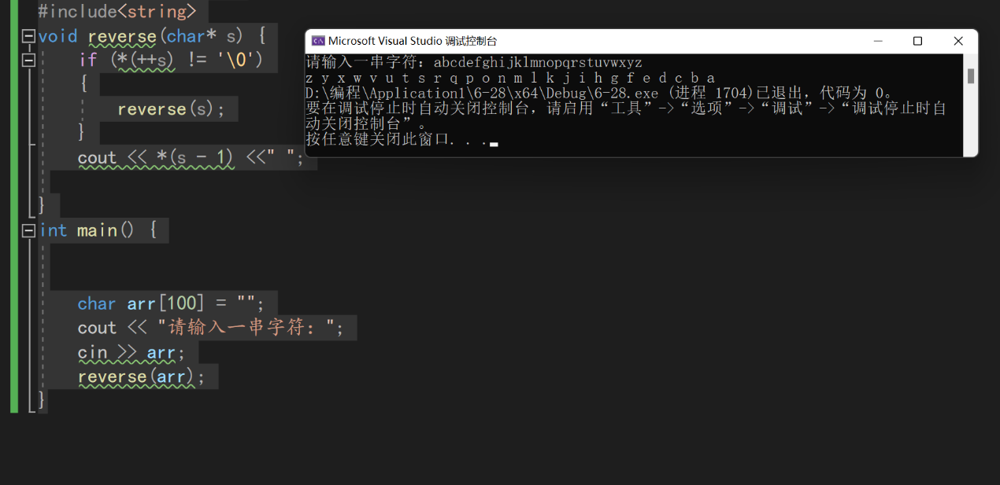 #include<string>
void reverse(char* s) {
if (*(++s) != '\0')
{
reverse(s);
}
cout << *(s - 1) <<" ";
}
int main() {
char arr[100] = "";
cout << "请输入一串字符: ";
cin >> arr;
reverse(arr);
}
Microsoft Visual Studio 调试控制台
请输入一串字符: abcdefghijklmnopqrstuvwxyz
z y x w v u t s r q p o n m l k j i h g f e d c b a
D:\编程\Application1\6-28\x64\Debug\6-28.exe (进程 1704)已退出，代码为 0。
要在调试停止时自动关闭控制台，请启用“工具”->“选项”->“调试”->“调试停止时自
动关闭控制台”。
按任意键关闭此窗口. . .